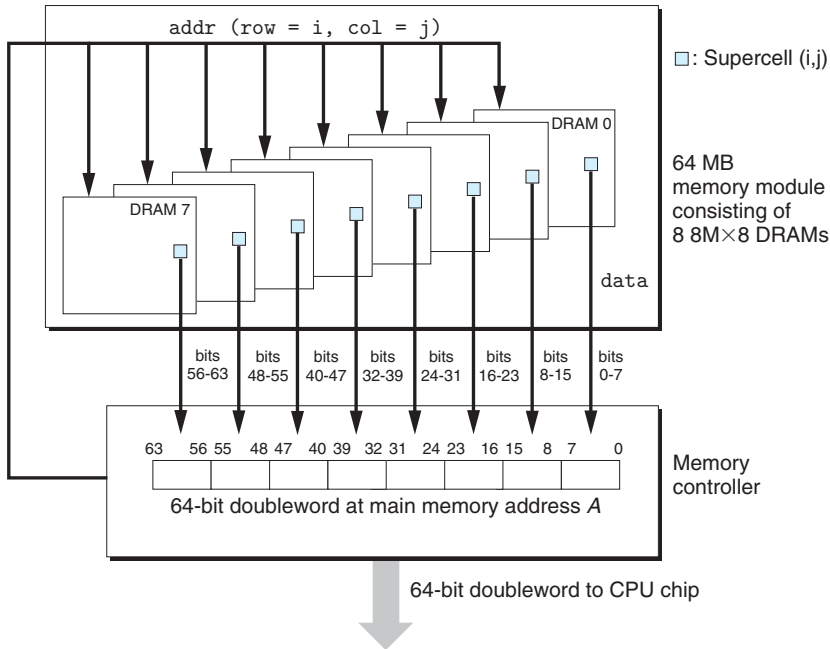 addr (row = i, col = j)
: Supercell (i,j)
DRAM 0
64 MB
memory module
consisting of
8 8M×8 DRAMs
DRAM 7
data
bits
56-63
bits
48-55
bits
40-47
bits
32-39
bits
24-31
bits
16-23
bits
8-15
bits
0-7
63 56 55 48 47 40 39 32 31 24 23 16 15 8 7 0
64-bit doubleword at main memory address A
Memory
controller
64-bit doubleword to CPU chip